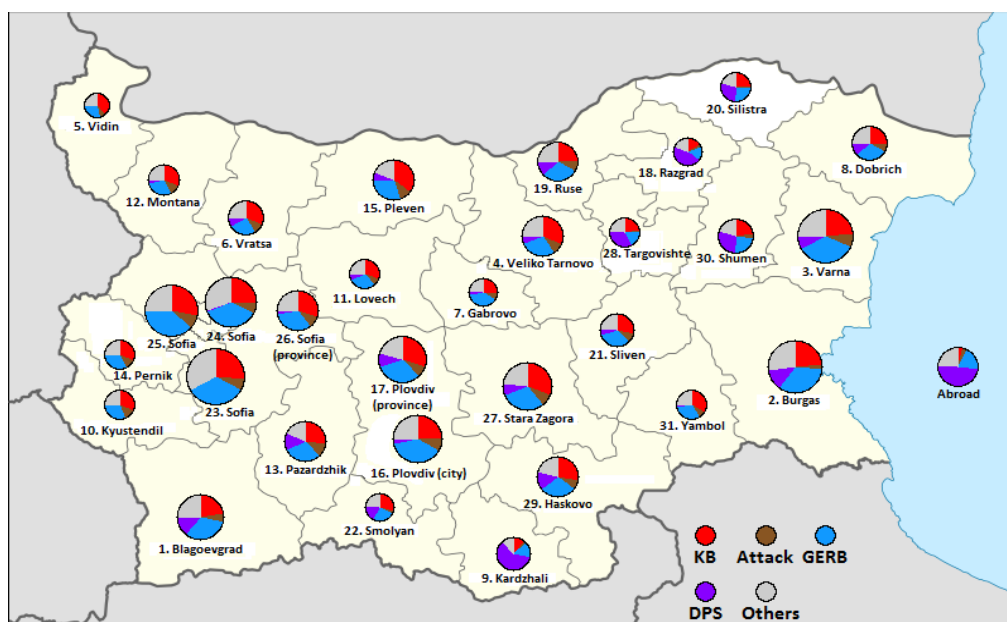 20. Silistra
5. Vidin
8. Dobrich
19. Ruse
18. Razgrad
12. Montana
15. Pleven
6. Vratsa
4. Veliko Tarnovo
28. Targovishte
30. Shumen
3. Varna
11. Lovech
7. Gabrovo
25. Sofia
24. Sofia
26. Sofia
(province)
21. Sliven
14. Pernik
17. Plovdiv
(province)
Abroad
2. Burgas
10. Kyustendil
23. Sofia
27. Stara Zagora
31. Yambol
13. Pazardzhik
16. Plovdiv (city)
29. Haskovo
22. Smolyan
1. Blagoevgrad
9. Kardzhali
KB Attack GERB
DPS Others